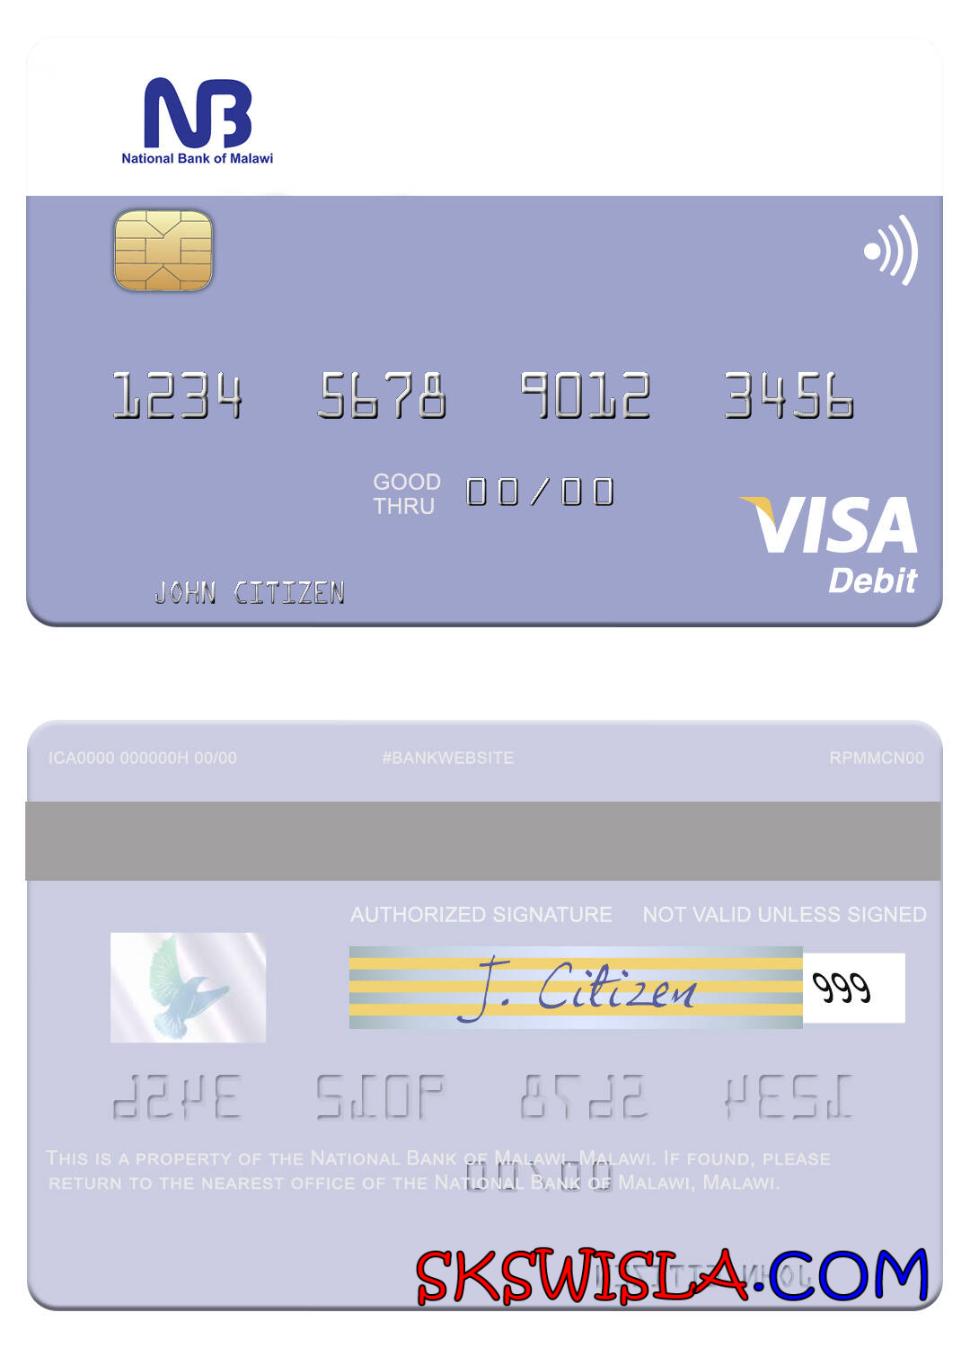 NB
National Bank of Malawi
1234 5678 9012 3456
GOOD THRU 00/00
VISA
Debit
JOHN CITIZEN
ICA0000 000000H 00/00 #BANKWEBSITE RPMMCN00
AUTHORIZED SIGNATURE NOT VALID UNLESS SIGNED
J. Citizen 999
THIS IS A PROPERTY OF THE NATIONAL BANK OF MALAWI, MALAWI. IF FOUND, PLEASE
RETURN TO THE NEAREST OFFICE OF THE NATIONAL BANK OF MALAWI, MALAWI.
SKSWISLA.COM